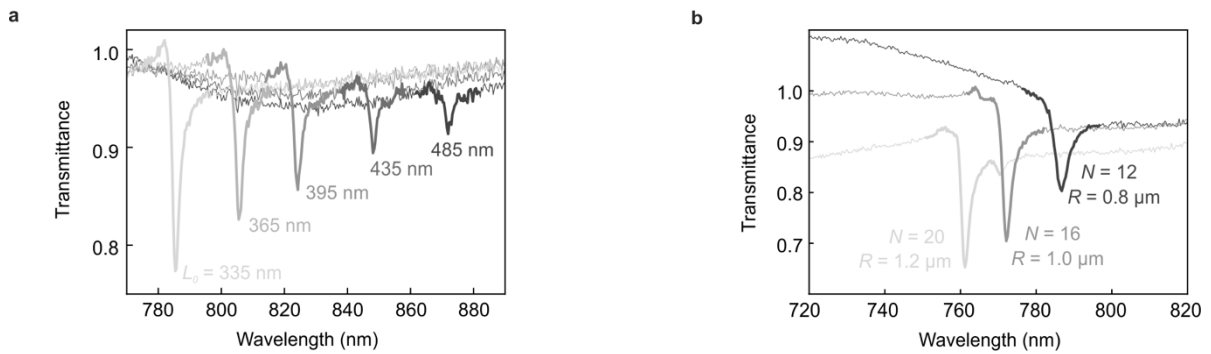 a
1.0
0.9
0.8
Transmittance
485 nm
435 nm
395 nm
365 nm
L₀ = 335 nm
780 800 820 840 860 880
Wavelength (nm)
b
1.0
0.9
0.8
0.7
Transmittance
N = 12
R = 0.8 µm
N = 16
R = 1.0 µm
N = 20
R = 1.2 µm
720 740 760 780 800 820
Wavelength (nm)